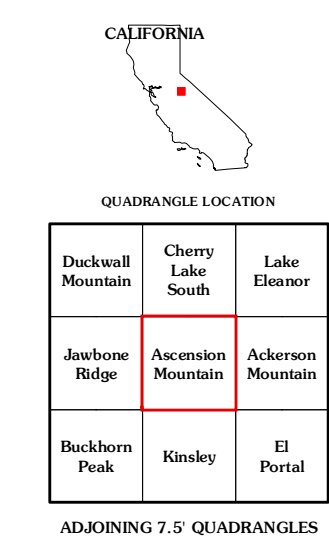 CALIFORNIA
QUADRANGLE LOCATION
Duckwall
Mountain
Cherry
Lake
South
Lake
Eleanor
Jawbone
Ridge
Ascension
Mountain
Ackerson
Mountain
Buckhorn
Peak
Kinsley
El
Portal
ADJOINING 7.5' QUADRANGLES